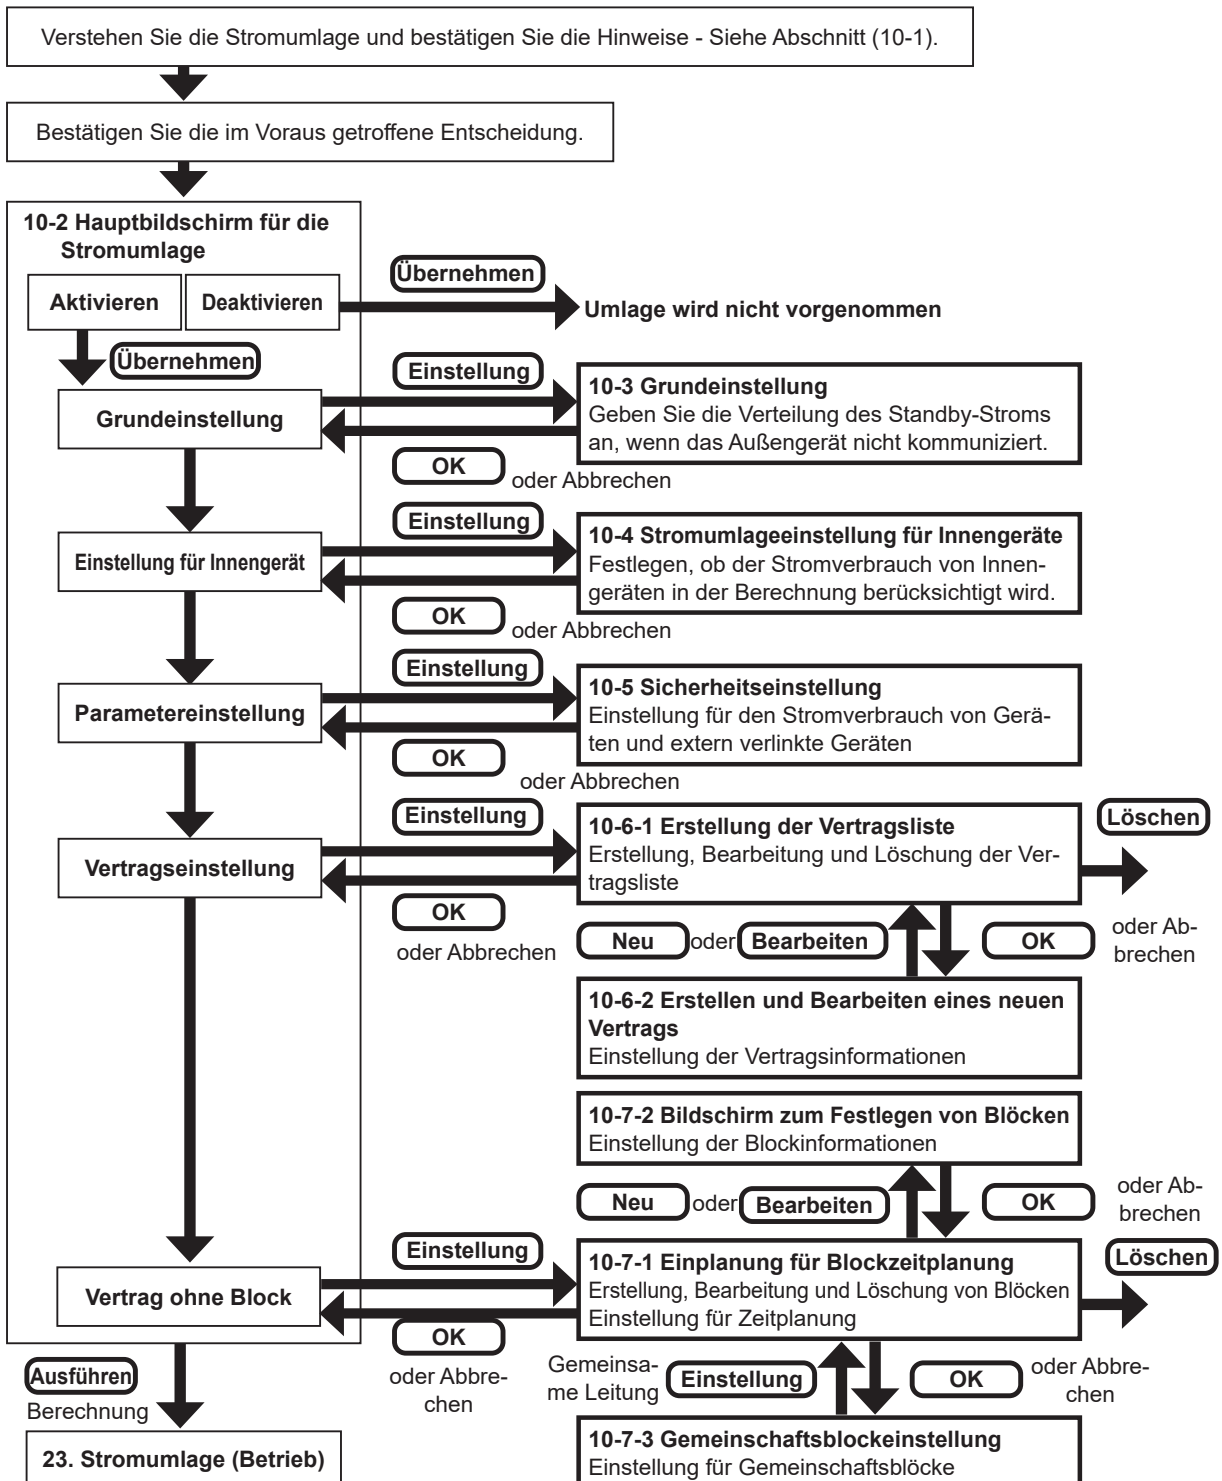 Verstehen Sie die Stromumlage und bestätigen Sie die Hinweise - Siehe Abschnitt (10-1).
Bestätigen Sie die im Voraus getroffene Entscheidung.
10-2 Hauptbildschirm für die
Stromumlage
Aktivieren
Deaktivieren
Übernehmen
Umlage wird nicht vorgenommen
Übernehmen
Grundeinstellung
Einstellung
10-3 Grundeinstellung
Geben Sie die Verteilung des Standby-Stroms
an, wenn das Außengerät nicht kommuniziert.
OK
oder Abbrechen
Einstellung für Innengerät
Einstellung
10-4 Stromumlageeinstellung für Innengeräte
Festlegen, ob der Stromverbrauch von Innen-
geräten in der Berechnung berücksichtigt wird.
OK
oder Abbrechen
Parametereinstellung
Einstellung
10-5 Sicherheitseinstellung
Einstellung für den Stromverbrauch von Gerä-
ten und extern verlinkte Geräten
OK
oder Abbrechen
Vertragseinstellung
Einstellung
10-6-1 Erstellung der Vertragsliste
Erstellung, Bearbeitung und Löschung der Ver-
tragsliste
Löschen
OK
oder Abbrechen
Neu
oder
Bearbeiten
OK
oder Ab-
brechen
10-6-2 Erstellen und Bearbeiten eines neuen
Vertrags
Einstellung der Vertragsinformationen
10-7-2 Bildschirm zum Festlegen von Blöcken
Einstellung der Blockinformationen
Neu
oder
Bearbeiten
OK
oder Ab-
brechen
Vertrag ohne Block
Einstellung
10-7-1 Einplanung für Blockzeitplanung
Erstellung, Bearbeitung und Löschung von Blöcken
Einstellung für Zeitplanung
Löschen
OK
oder Abbre-
chen
Gemeinsa-
me Leitung
Einstellung
OK
oder Abbre-
chen
10-7-3 Gemeinschaftsblockeinstellung
Einstellung für Gemeinschaftsblöcke
Ausführen
Berechnung
23. Stromumlage (Betrieb)